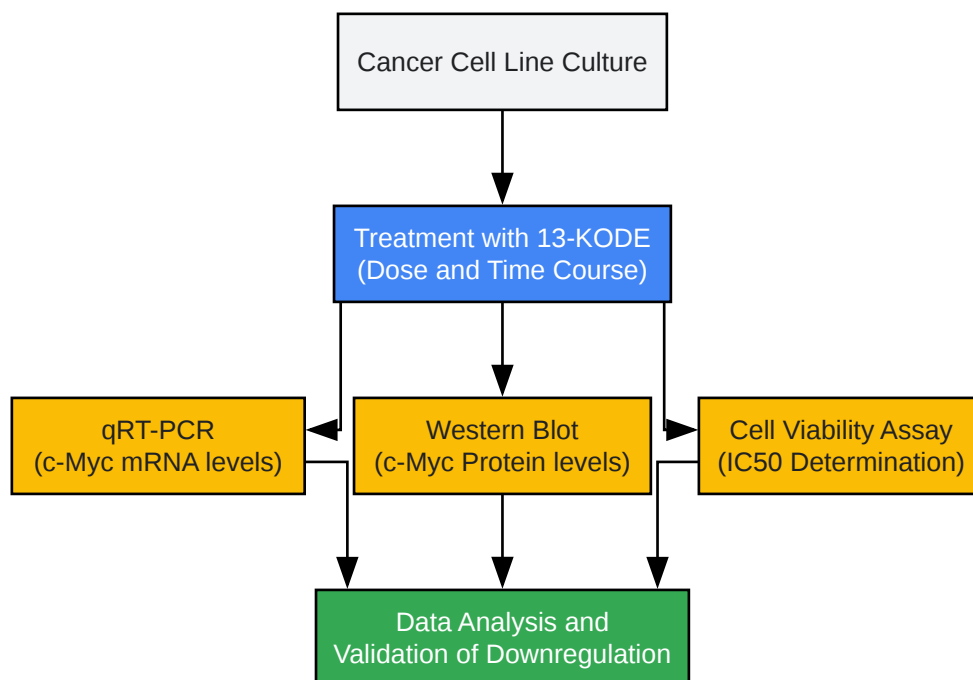 Cancer Cell Line Culture
Treatment with 13-KODE
(Dose and Time Course)
qRT-PCR
(c-Myc mRNA levels)
Western Blot
(c-Myc Protein levels)
Cell Viability Assay
(IC50 Determination)
Data Analysis and
Validation of Downregulation